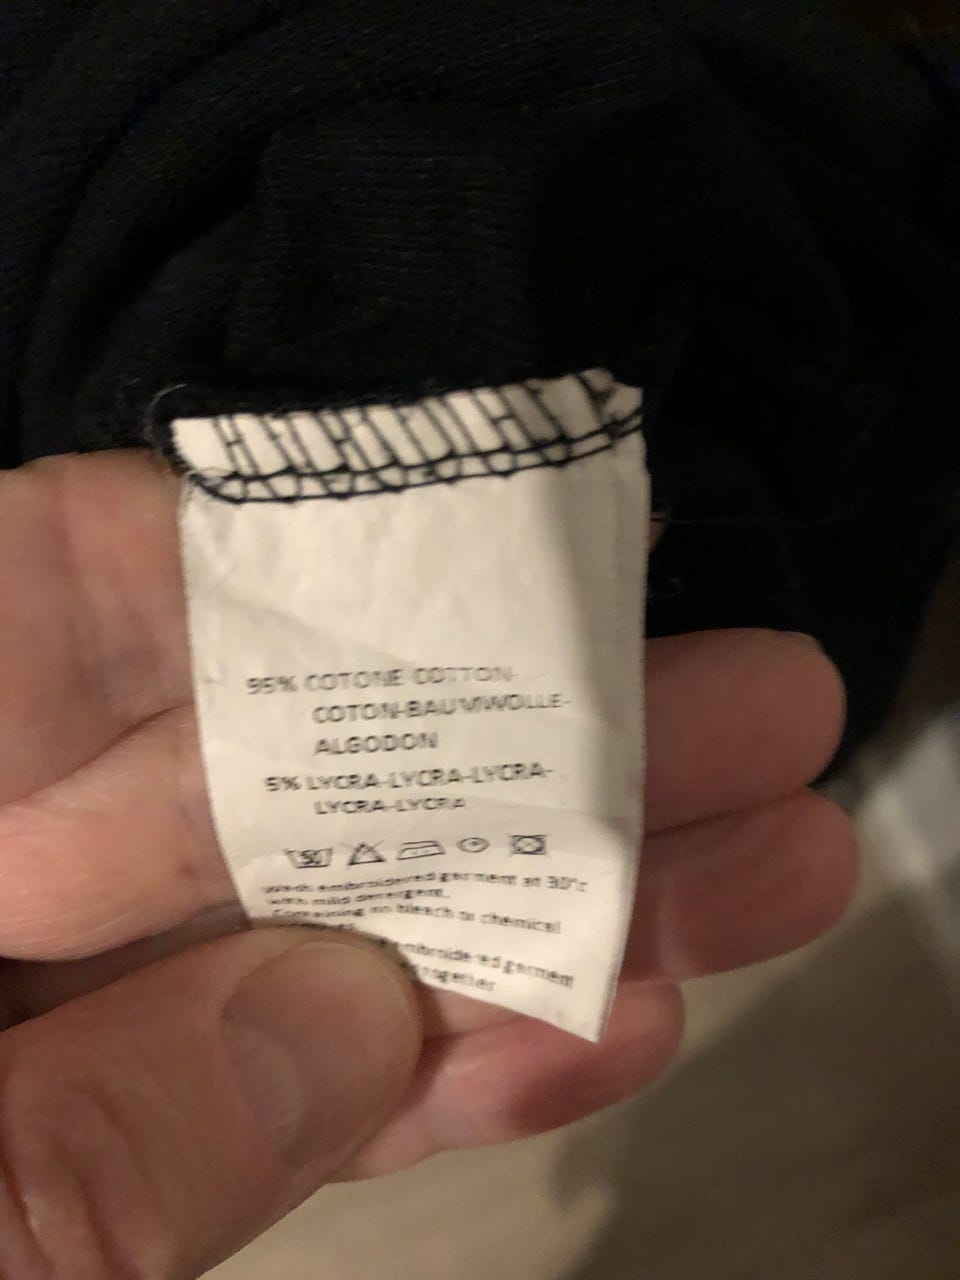 95% COTONE-COTTON-
COTON-BAUMWOLLE-
ALGODON
5% LYCRA-LYCRA-LYCRA-
LYCRA-LYCRA
30
Wash embroidered garment at 30°c
with mild detergent.
Containing no bleach or chemical
embroidered garment
together